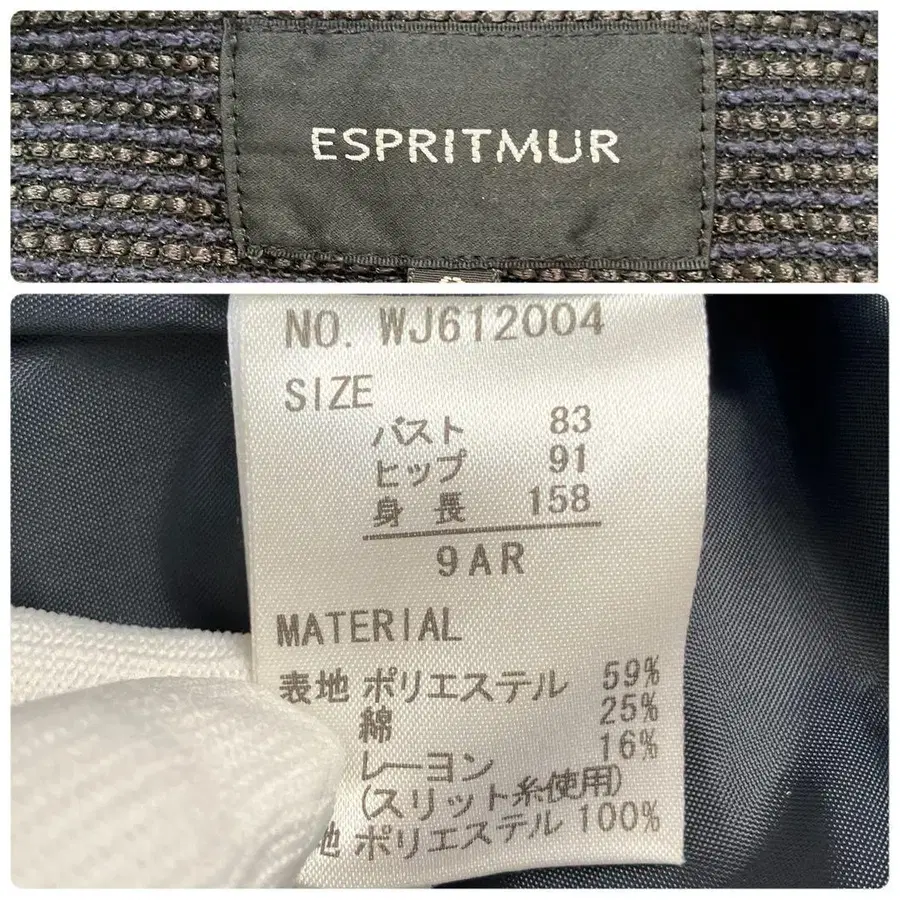 ESPRITMUR
NO. WJ612004
SIZE
バスト 83
ヒップ 91
身 長 158
9AR
MATERIAL
表地 ポリエステル 59%
綿 25%
レーヨン 16%
(スリット糸使用)
地 ポリエステル 100%